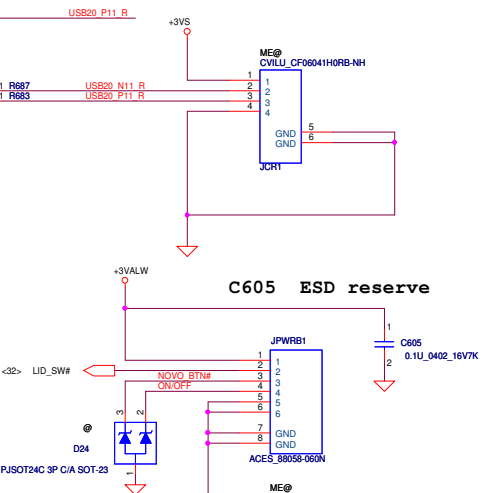 USB20_P11_R
+3VS
ME@
CVILU_CF06041H0RB-NH
1 R687 USB20_N11_R
1 R683 USB20_P11_R
1 1
2 2
3 3
4 4
GND 5
GND 6
JCR1
+3VALW
C605 ESD reserve
JPWRB1
1
C605
0.1U_0402_16V7K
2
<32> LID_SW#
NOVO_BTN#
ON/OFF
1 1
2 2
3 3
4 4
5 5
6 6
7 GND
8 GND
ACES_88058-060N
ME@
@
D24
3 2
1
PJSOT24C 3P C/A SOT-23